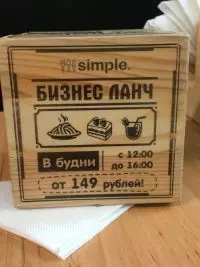 simple.
БИЗНЕС ЛАНЧ
В будни
с 12:00
до 16:00
от 149 рублей!